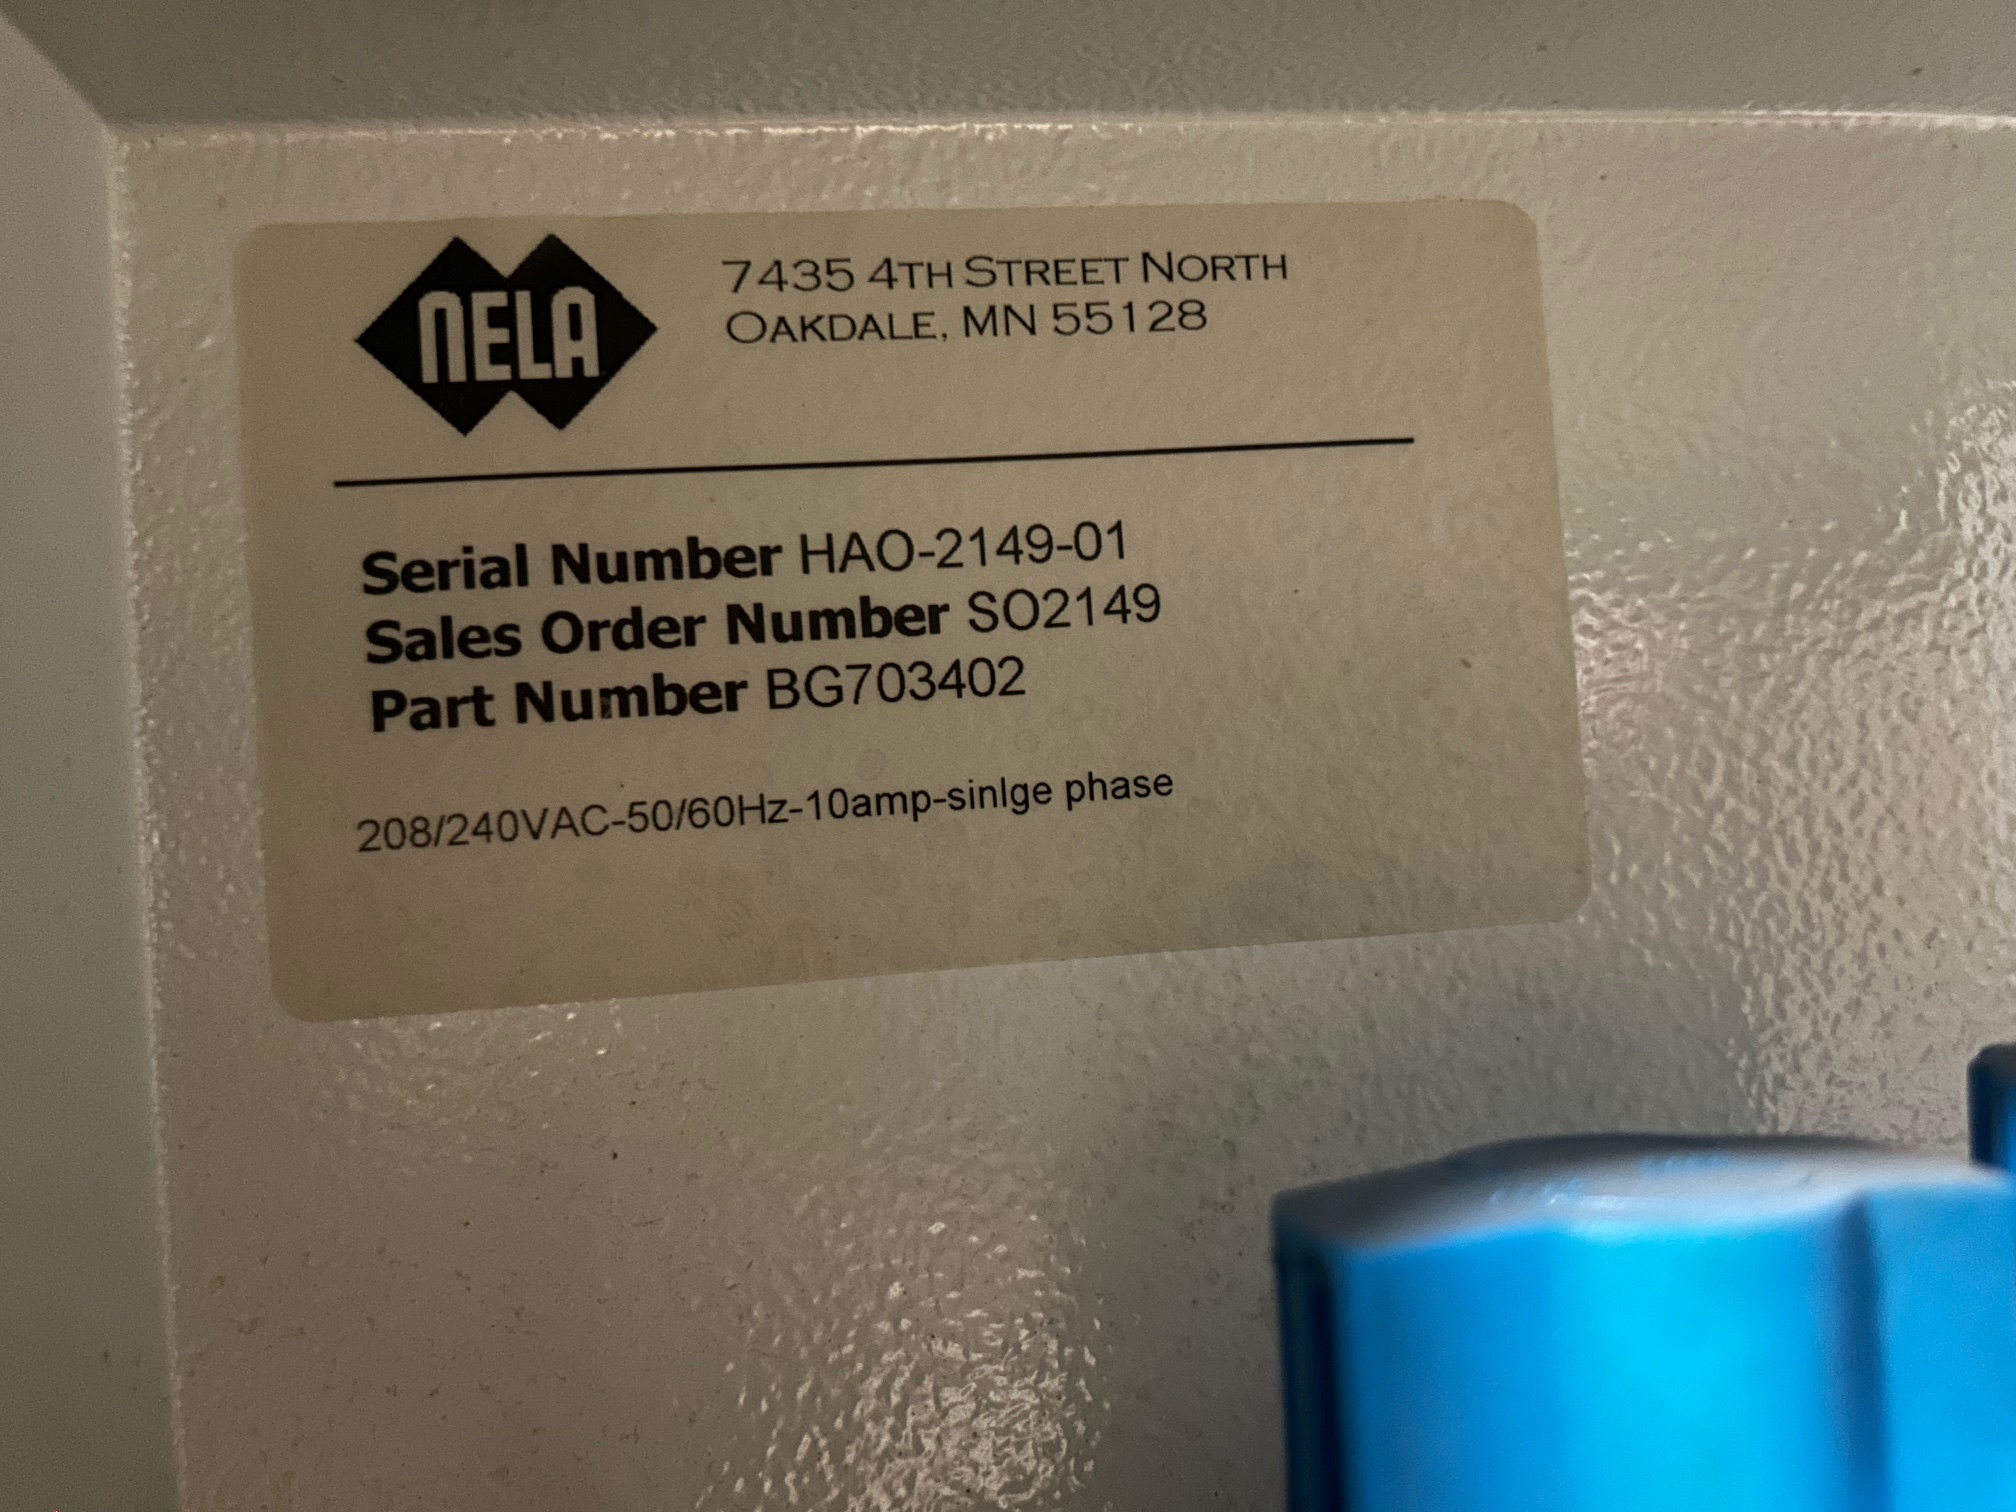 NELA
7435 4TH STREET NORTH
OAKDALE, MN 55128
Serial Number HAO-2149-01
Sales Order Number SO2149
Part Number BG703402
208/240VAC-50/60Hz-10amp-sinlge phase